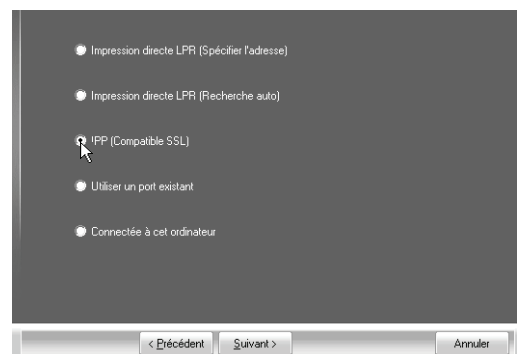 Impression directe LPR (Spécifier l'adresse)
Impression directe LPR (Recherche auto)
IPP (Compatible SSL)
Utiliser un port existant
Connectée à cet ordinateur
< Précédent Suivant > Annuler